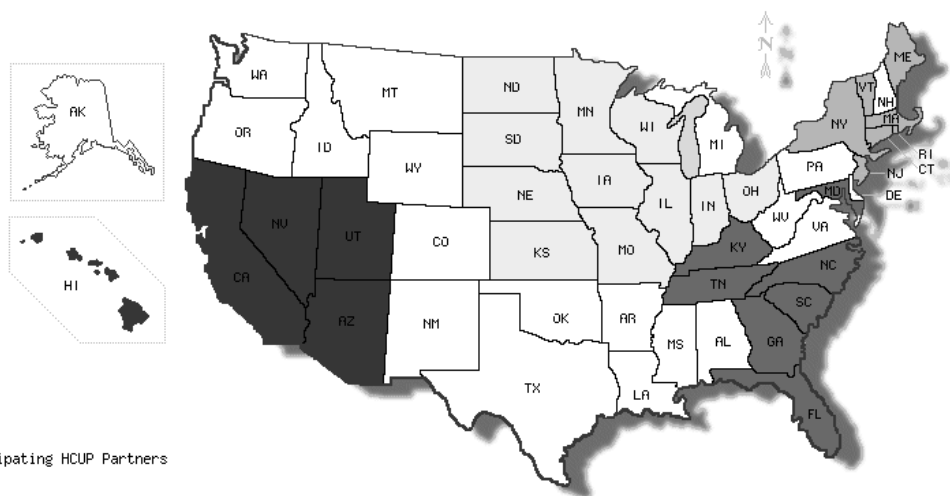 WA
MT
ND
MN
ME
VT
NH
AK
OR
ID
SD
WI
NY
MA
MI
WY
RI
CT
PA
NE
IA
NJ
DE
OH
MD
IL
IN
WV
VA
NV
UT
CO
KS
MO
KY
CA
HI
NC
TN
AZ
NM
OK
AR
SC
MS
AL
GA
TX
LA
FL
ipating HCUP Partners